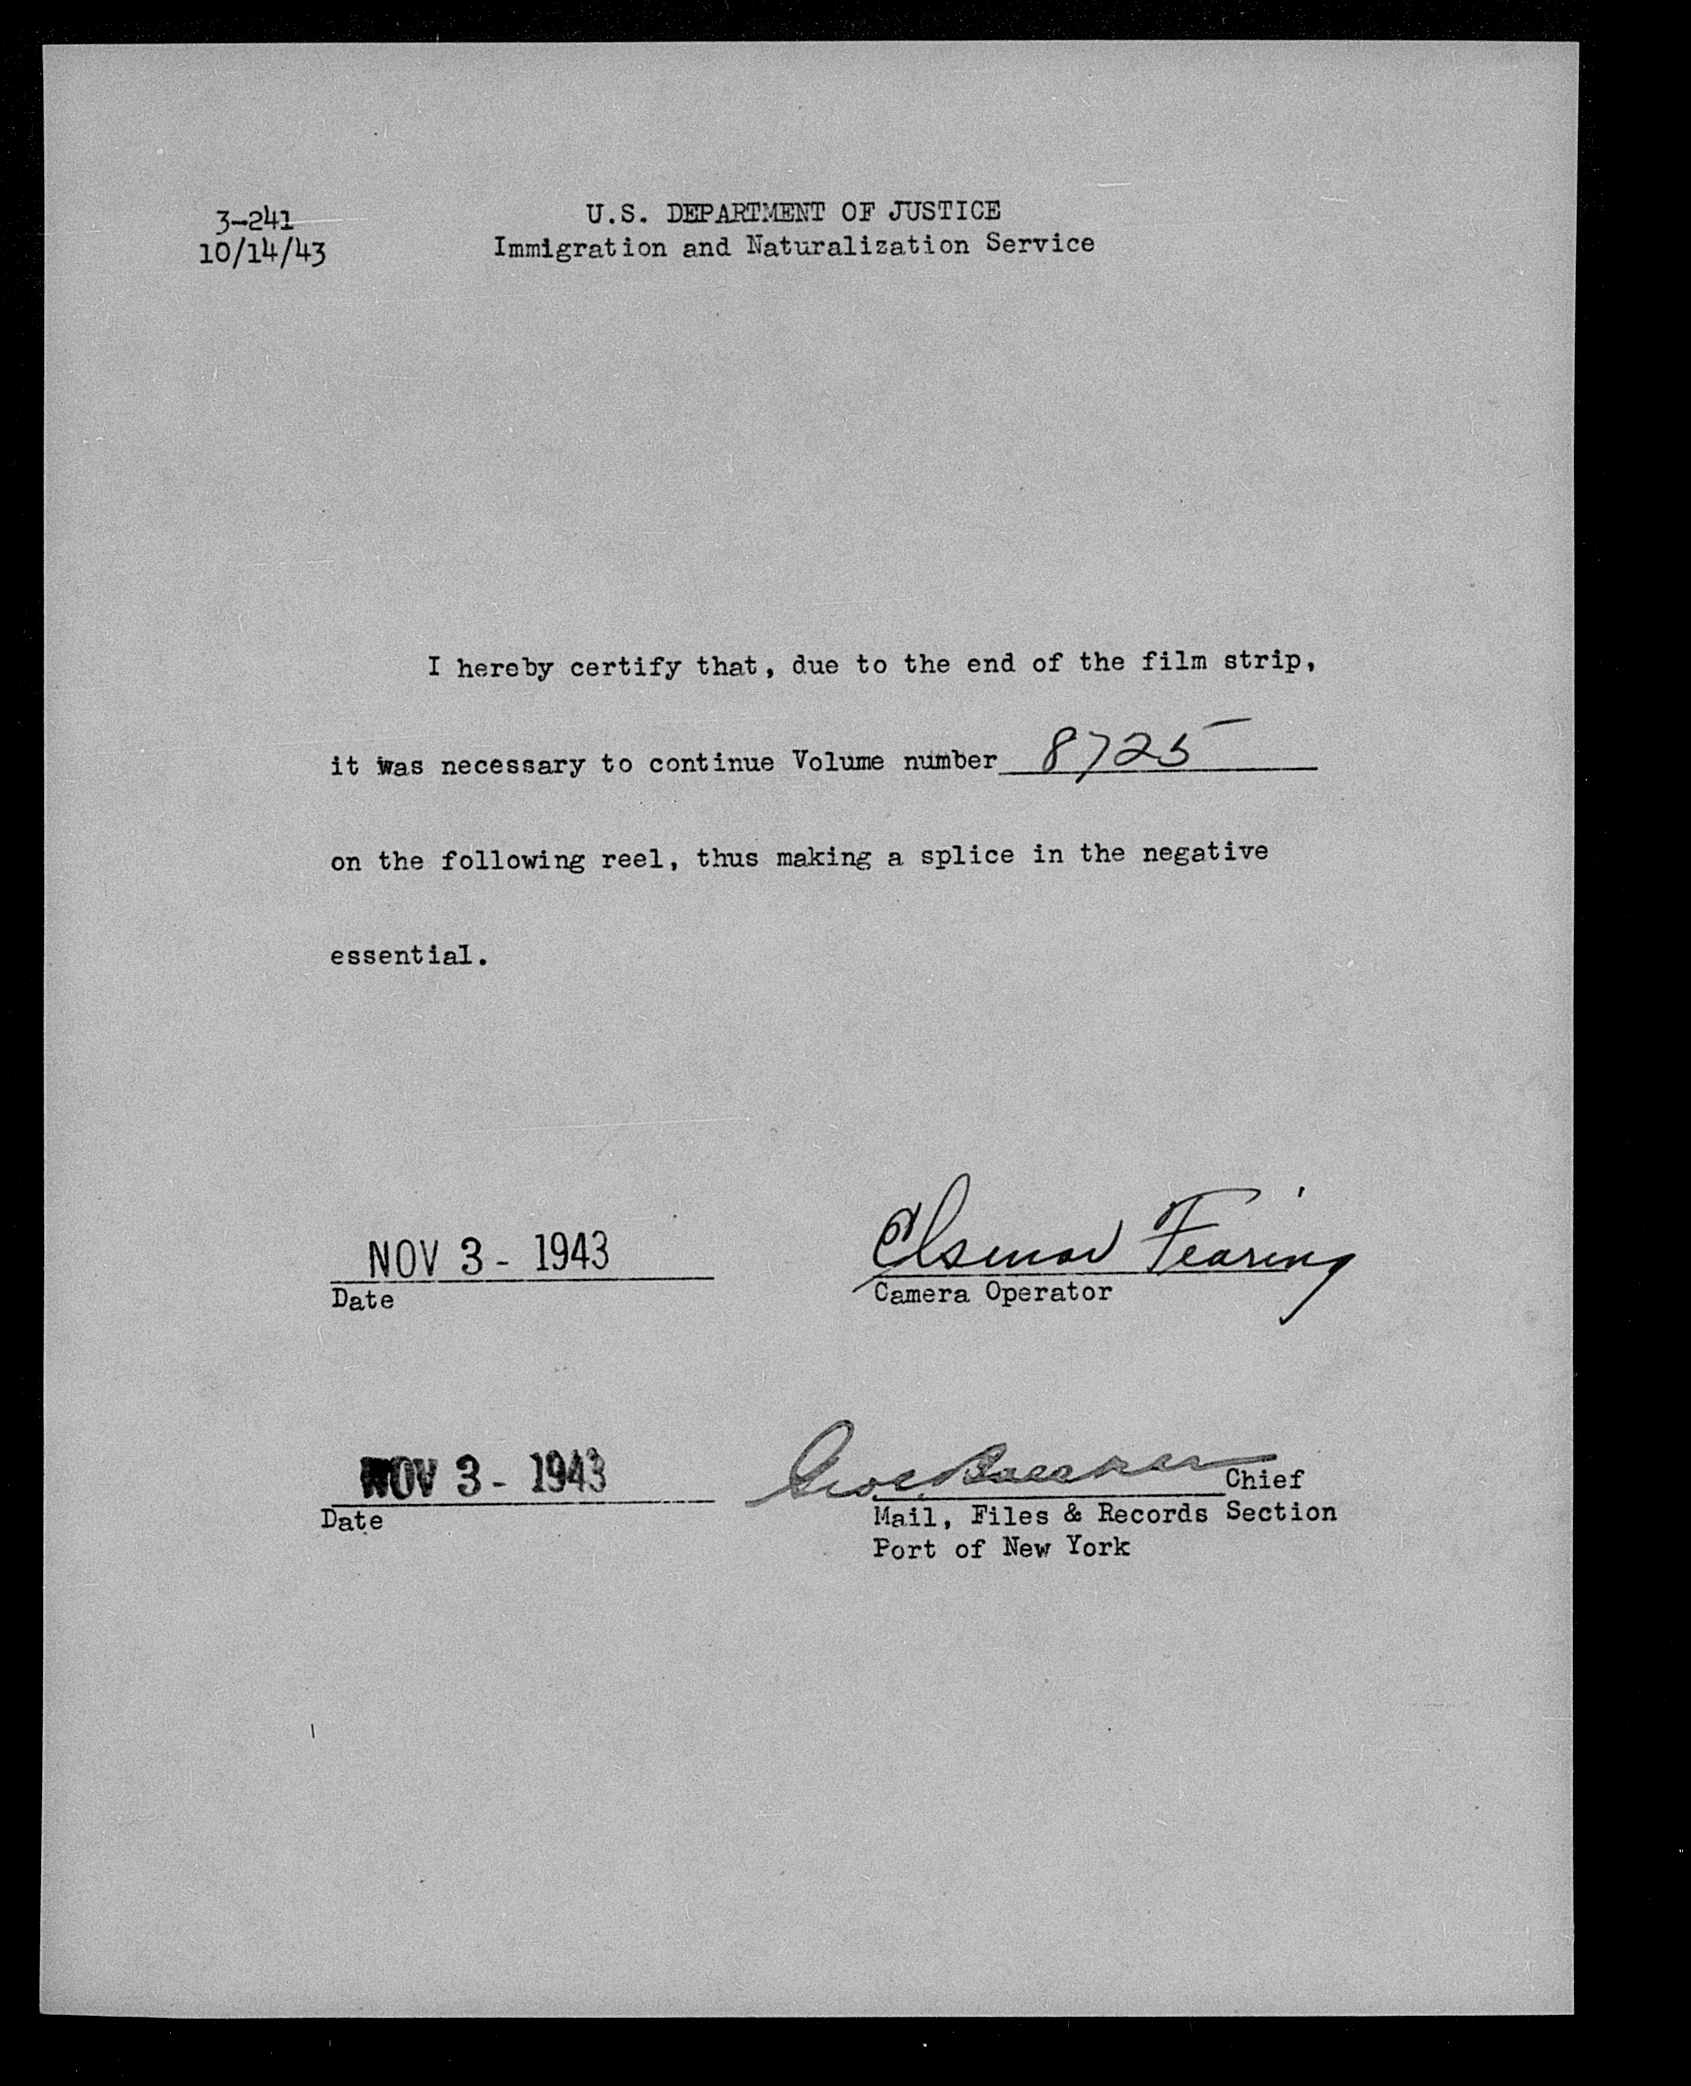 3-241
10/14/43
U.S. DEPARTMENT OF JUSTICE
Immigration and Naturalization Service
I hereby certify that, due to the end of the film strip,
it was necessary to continue Volume number 8725
on the following reel, thus making a splice in the negative
essential.
NOV 3 - 1943
Date
Fearing
Camera Operator
NOV 3 - 1943
Date
Chief
Mail, Files & Records Section
Port of New York